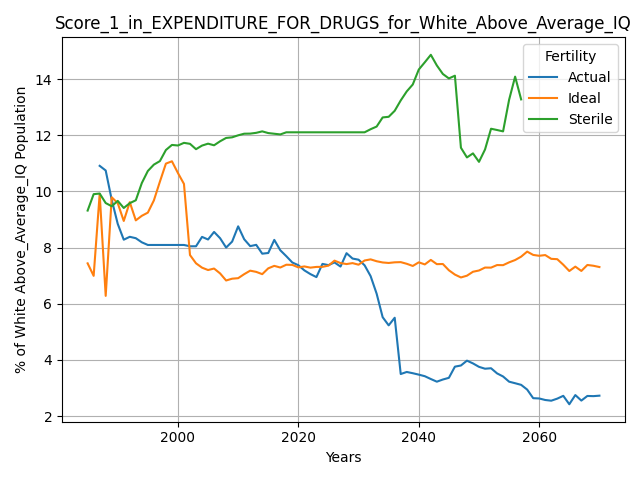 Score_1_in_EXPENDITURE_FOR_DRUGS_for_White_Above_Average_IQ
Fertility
Actual
Ideal
Sterile
% of White Above_Average_IQ Population
14
12
10
8
6
4
2
2000
2020
2040
2060
Years